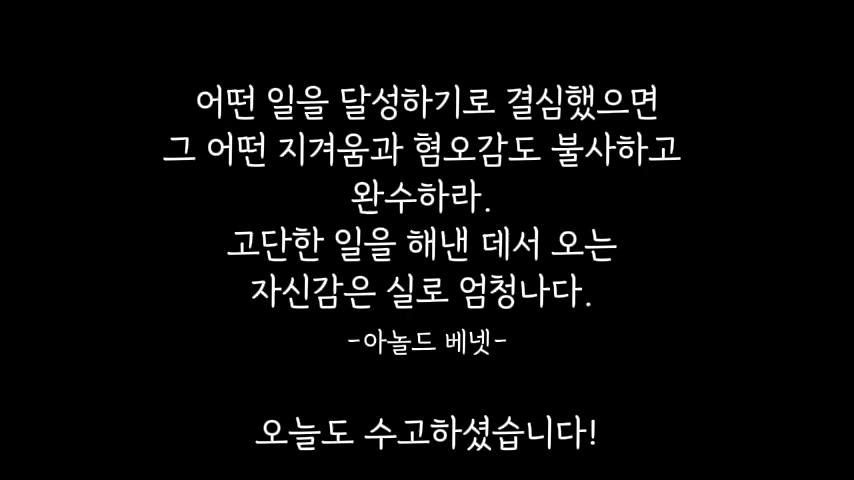 어떤 일을 달성하기로 결심했으면
그 어떤 지겨움과 혐오감도 불사하고
완수하라.
고단한 일을 해낸 데서 오는
자신감은 실로 엄청나다.
-아놀드 베넷-
오늘도 수고하셨습니다!